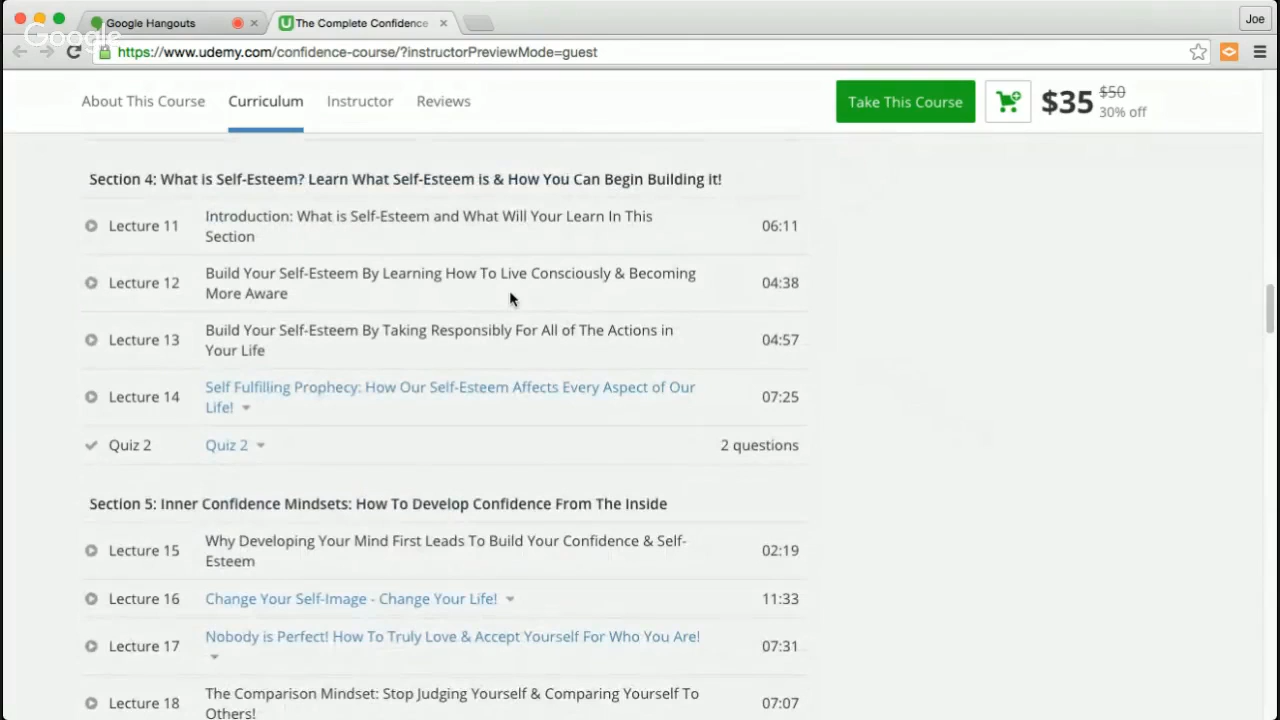 Google Hangouts
The Complete Confidence
Joe
Google
https://www.udemy.com/confidence-course/?instructorPreviewMode=guest
About This Course
Curriculum
Instructor
Reviews
Take This Course
$35
$50
30% off
Section 4: What is Self-Esteem? Learn What Self-Esteem is & How You Can Begin Building it!
Lecture 11
Introduction: What is Self-Esteem and What Will Your Learn In This
Section
06:11
Lecture 12
Build Your Self-Esteem By Learning How To Live Consciously & Becoming
More Aware
04:38
Lecture 13
Build Your Self-Esteem By Taking Responsibly For All of The Actions in
Your Life
04:57
Lecture 14
Self Fulfilling Prophecy: How Our Self-Esteem Affects Every Aspect of Our
Life!
07:25
Quiz 2
Quiz 2
2 questions
Section 5: Inner Confidence Mindsets: How To Develop Confidence From The Inside
Lecture 15
Why Developing Your Mind First Leads To Build Your Confidence & Self-
Esteem
02:19
Lecture 16
Change Your Self-Image - Change Your Life!
11:33
Lecture 17
Nobody is Perfect! How To Truly Love & Accept Yourself For Who You Are!
07:31
Lecture 18
The Comparison Mindset: Stop Judging Yourself & Comparing Yourself To
Others!
07:07